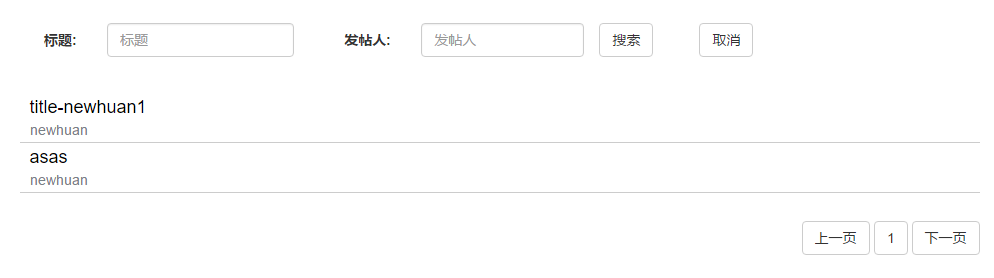 标题: 标题 发帖人: 发帖人 搜索 取消
title-newhuan1
newhuan
asas
newhuan
上一页 1 下一页